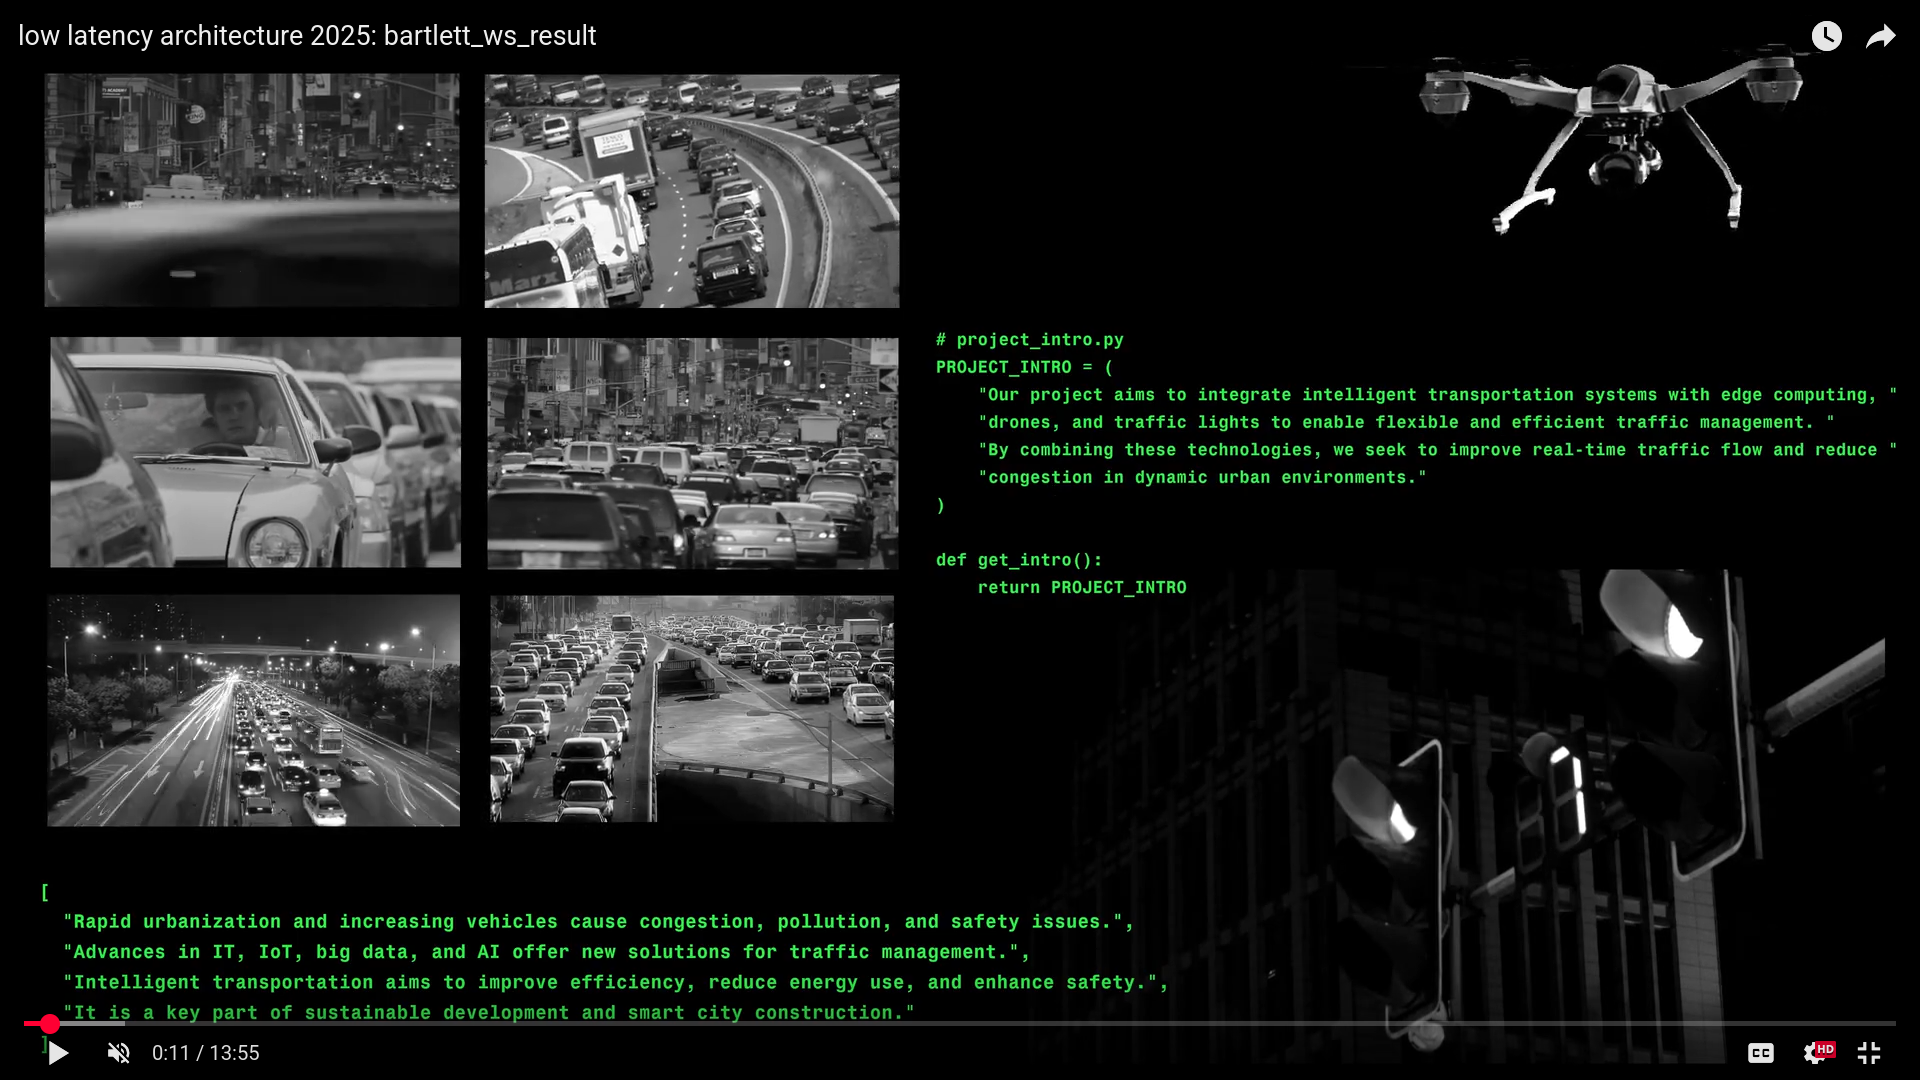 low latency architecture 2025: bartlett_ws_result
Marx
# project_intro.py
PROJECT_INTRO = (
"Our project aims to integrate intelligent transportation systems with edge computing, "
"drones, and traffic lights to enable flexible and efficient traffic management. "
"By combining these technologies, we seek to improve real-time traffic flow and reduce "
"congestion in dynamic urban environments."
)
def get_intro():
return PROJECT_INTRO
[
"Rapid urbanization and increasing vehicles cause congestion, pollution, and safety issues.",
"Advances in IT, IoT, big data, and AI offer new solutions for traffic management.",
"Intelligent transportation aims to improve efficiency, reduce energy use, and enhance safety.",
"It is a key part of sustainable development and smart city construction."
]
0:11 / 13:55
CC
HD